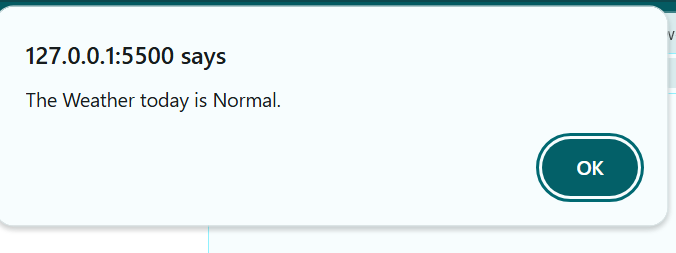 127.0.0.1:5500 says
The Weather today is Normal.
OK